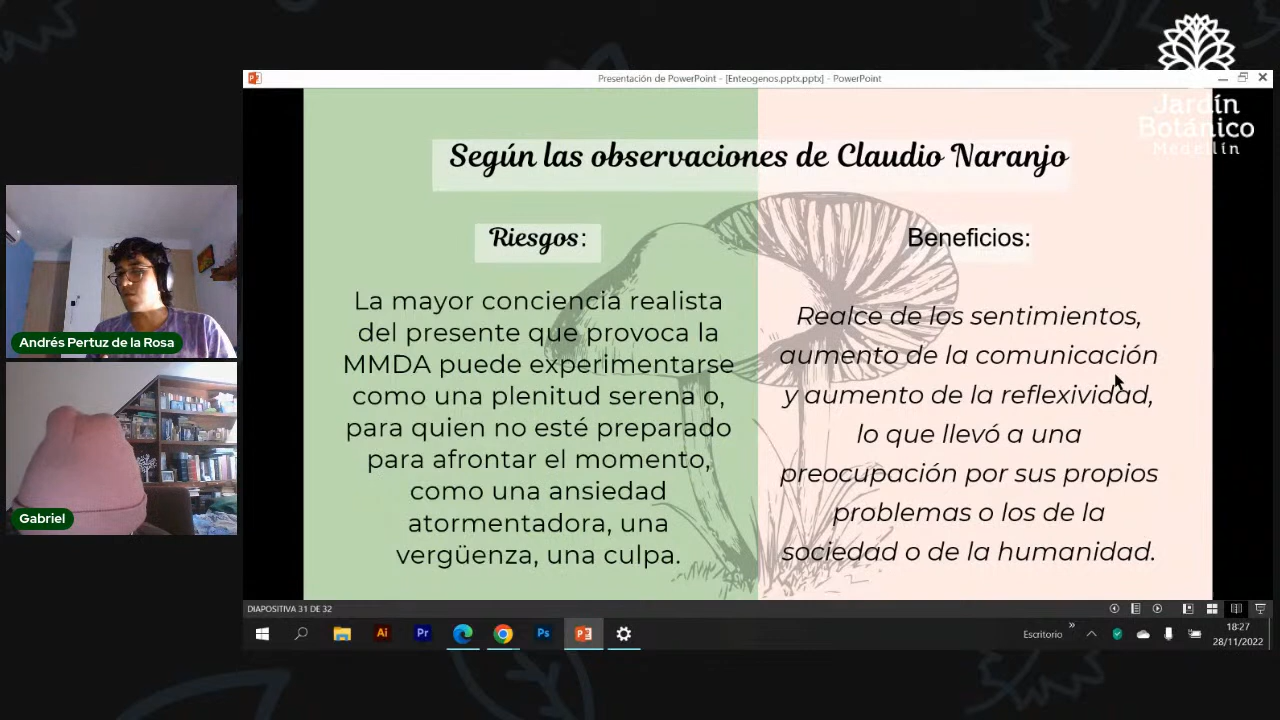 Presentación de PowerPoint - [Enteogenos.pptx.pptx] - PowerPoint
Jardín
Botánico
Medellín
Según las observaciones de Claudio Naranjo
Riesgos:
La mayor conciencia realista
del presente que provoca la
MMDA puede experimentarse
como una plenitud serena o,
para quien no esté preparado
para afrontar el momento,
como una ansiedad
atormentadora, una
vergüenza, una culpa.
Beneficios:
Realce de los sentimientos,
aumento de la comunicación
y aumento de la reflexividad,
lo que llevó a una
preocupación por sus propios
problemas o los de la
sociedad o de la humanidad.
Andrés Pertuz de la Rosa
Gabriel
DIAPOSITIVA 31 DE 32
Ai
Pr
Ps
Escritorio
18:27
28/11/2022